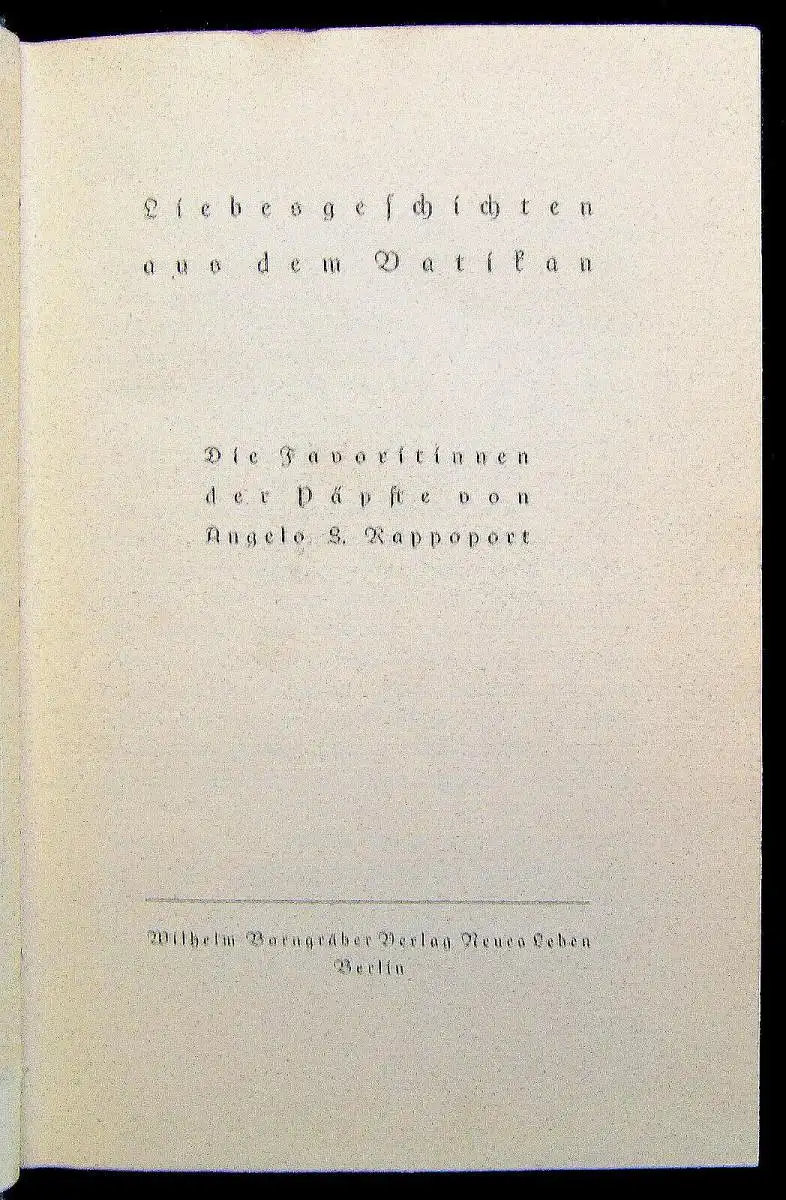 Liebesgeſchichten
aus dem Vatikan
Die Favoritinnen
der Päpſte von
Angelo S. Rappoport
Wilhelm Borngräber Verlag Neues Leben
Berlin